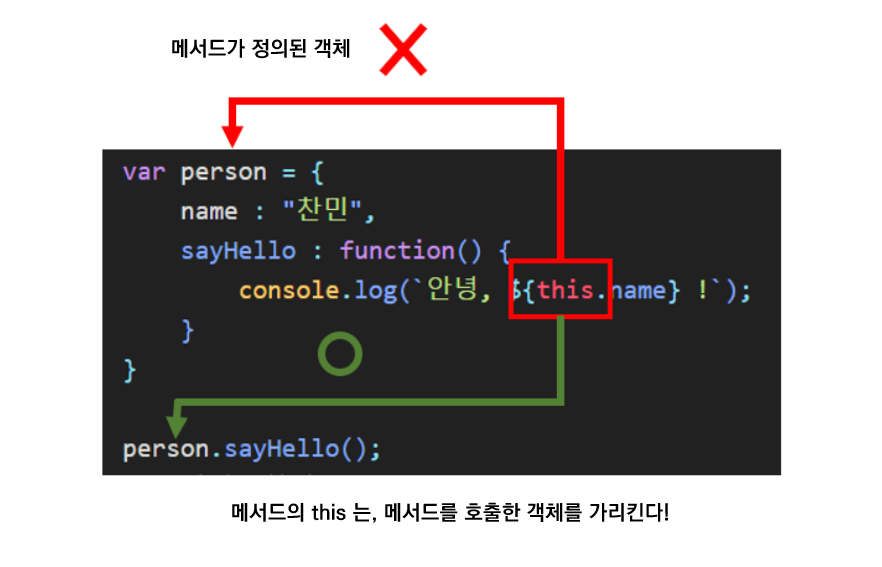 메서드가 정의된 객체
var person = {
name : "찬민",
sayHello : function() {
console.log(`안녕, ${this.name} !`);
}
}
person.sayHello();
메서드의 this 는, 메서드를 호출한 객체를 가리킨다!